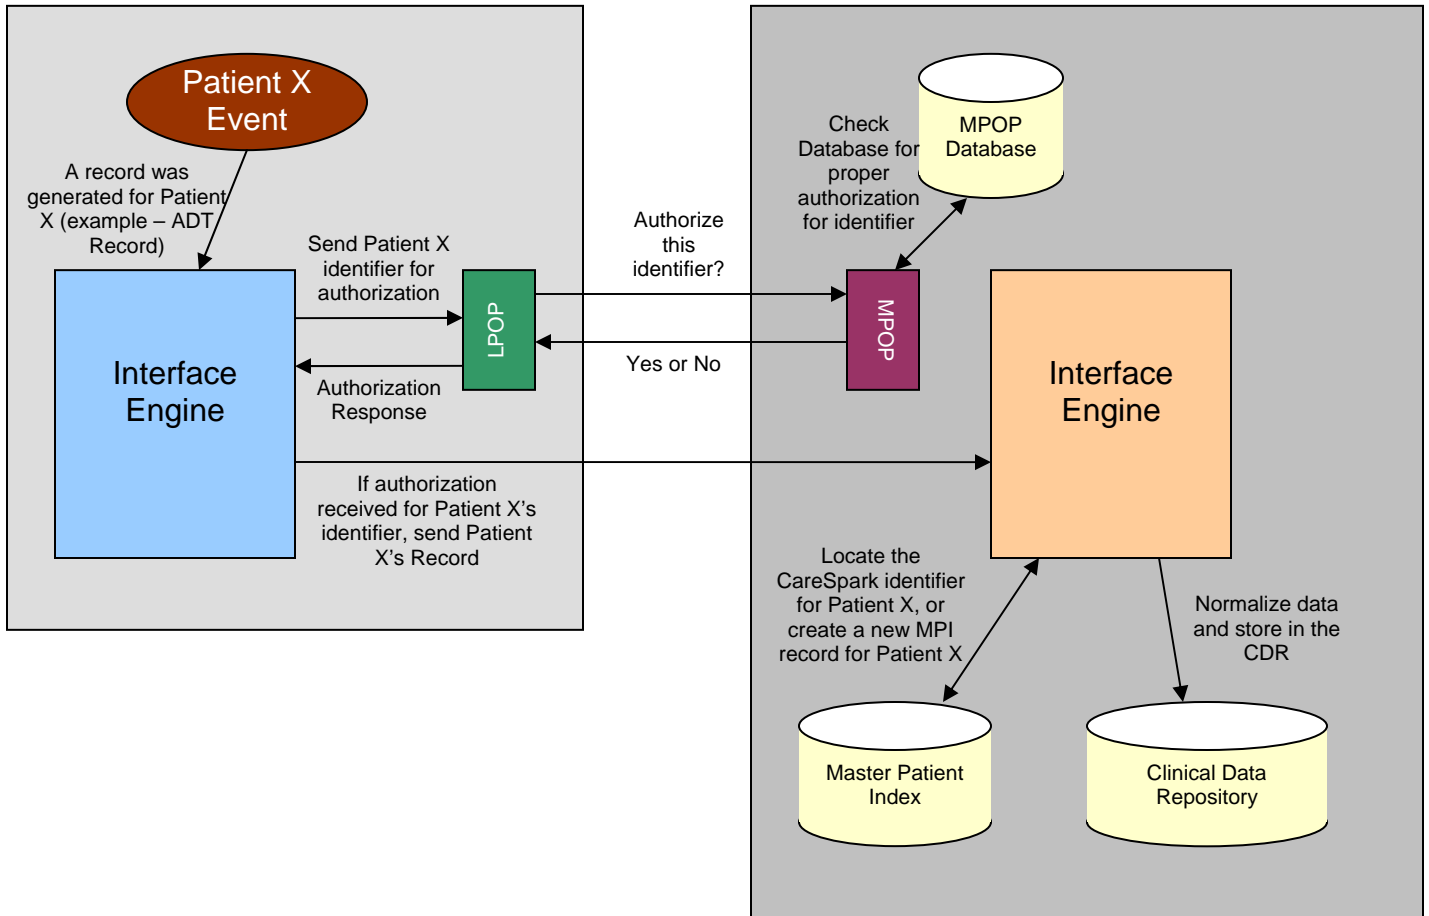 Patient X
Event
A record was
generated for Patient
X (example – ADT
Record)
Send Patient X
identifier for
authorization
LPOP
Interface
Engine
Authorization
Response
If authorization
received for Patient X’s
identifier, send Patient
X’s Record
Authorize
this
identifier?
Yes or No
Check
Database for
proper
authorization
for identifier
MPOP
Database
MPOP
Interface
Engine
Locate the
CareSpark identifier
for Patient X, or
create a new MPI
record for Patient X
Normalize data
and store in the
CDR
Master Patient
Index
Clinical Data
Repository